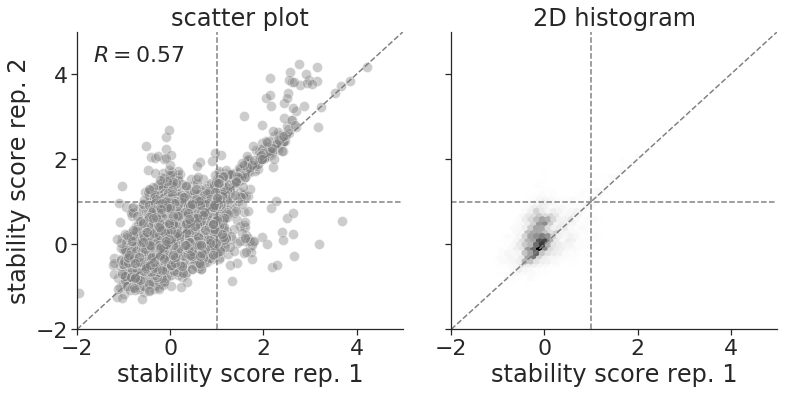 scatter plot
2D histogram
R = 0.57
stability score rep. 2
4
2
0
−2
−2 0 2 4
−2 0 2 4
stability score rep. 1
stability score rep. 1